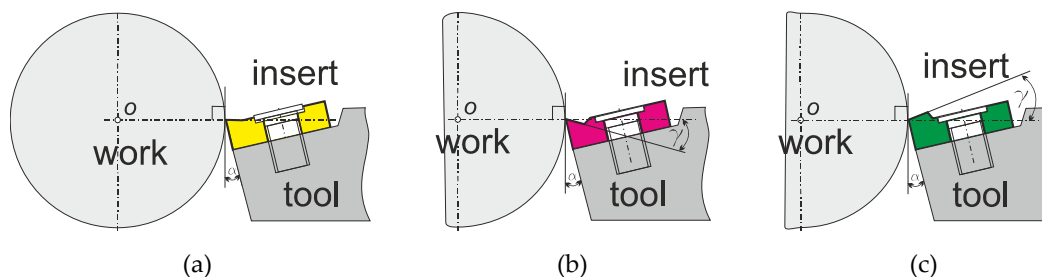 insert
o
work
α
tool
(a)
insert
o
work
γ
α
tool
(b)
insert
o
γ
work
α
tool
(c)